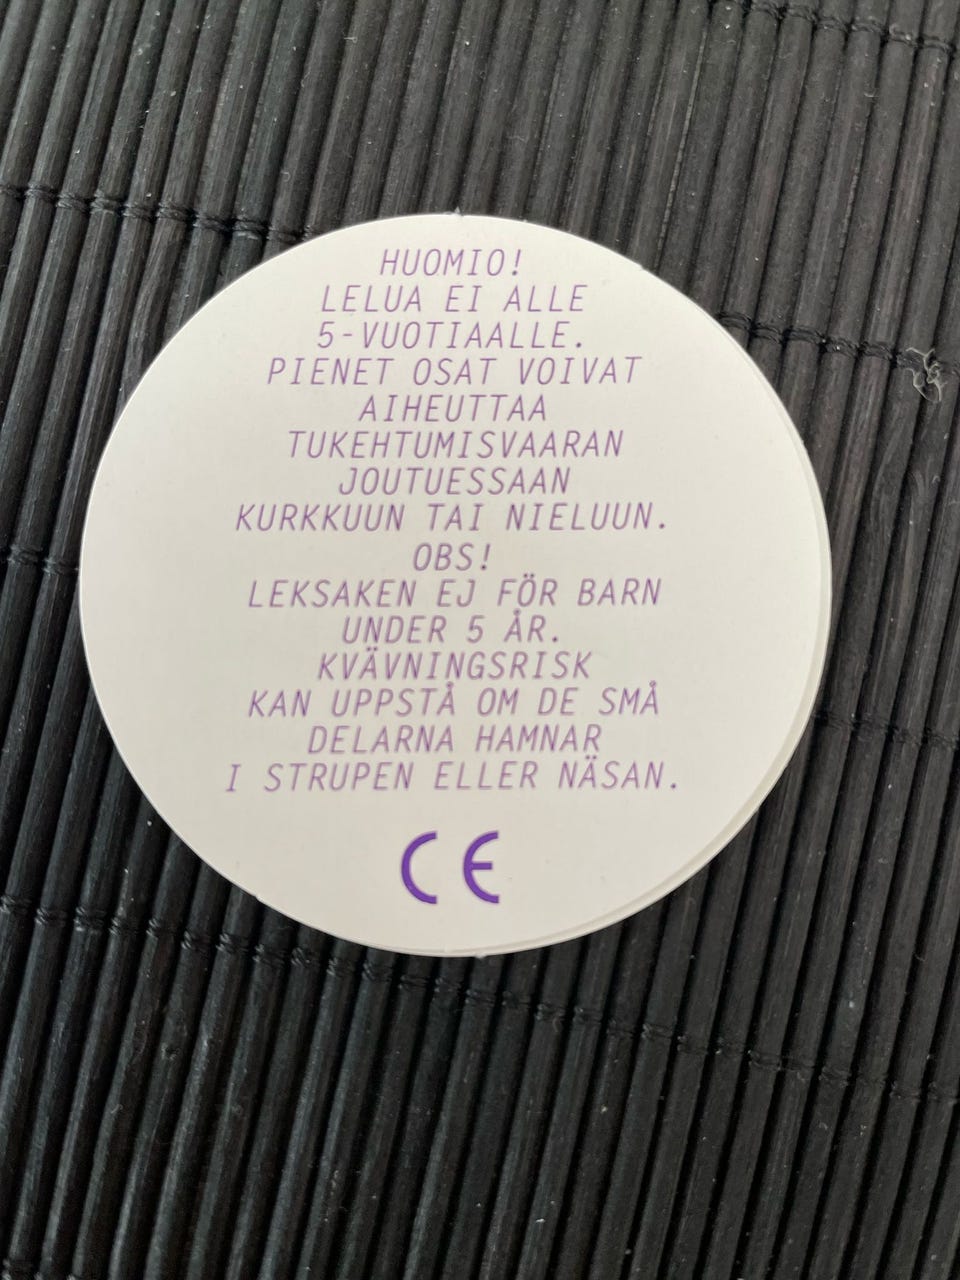 HUOMIO!
LELUA EI ALLE
5-VUOTIAALLE.
PIENET OSAT VOIVAT
AIHEUTTAA
TUKEHTUMISVAARAN
JOUTUESSAAN
KURKKUUN TAI NIELUUN.
OBS!
LEKSAKEN EJ FÖR BARN
UNDER 5 ÅR.
KVÄVNINGSRISK
KAN UPPSTÅ OM DE SMÅ
DELARNA HAMNAR
I STRUPEN ELLER NÄSAN.
CE